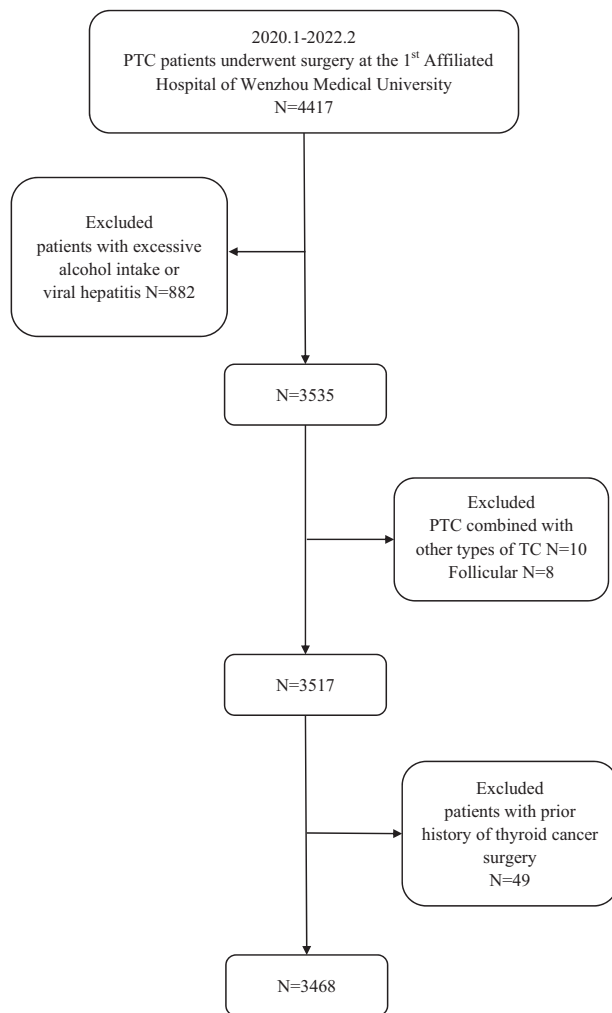 2020.1-2022.2
PTC patients underwent surgery at the 1st Affiliated
Hospital of Wenzhou Medical University
N=4417
Excluded
patients with excessive
alcohol intake or
viral hepatitis N=882
N=3535
Excluded
PTC combined with
other types of TC N=10
Follicular N=8
N=3517
Excluded
patients with prior
history of thyroid cancer
surgery
N=49
N=3468